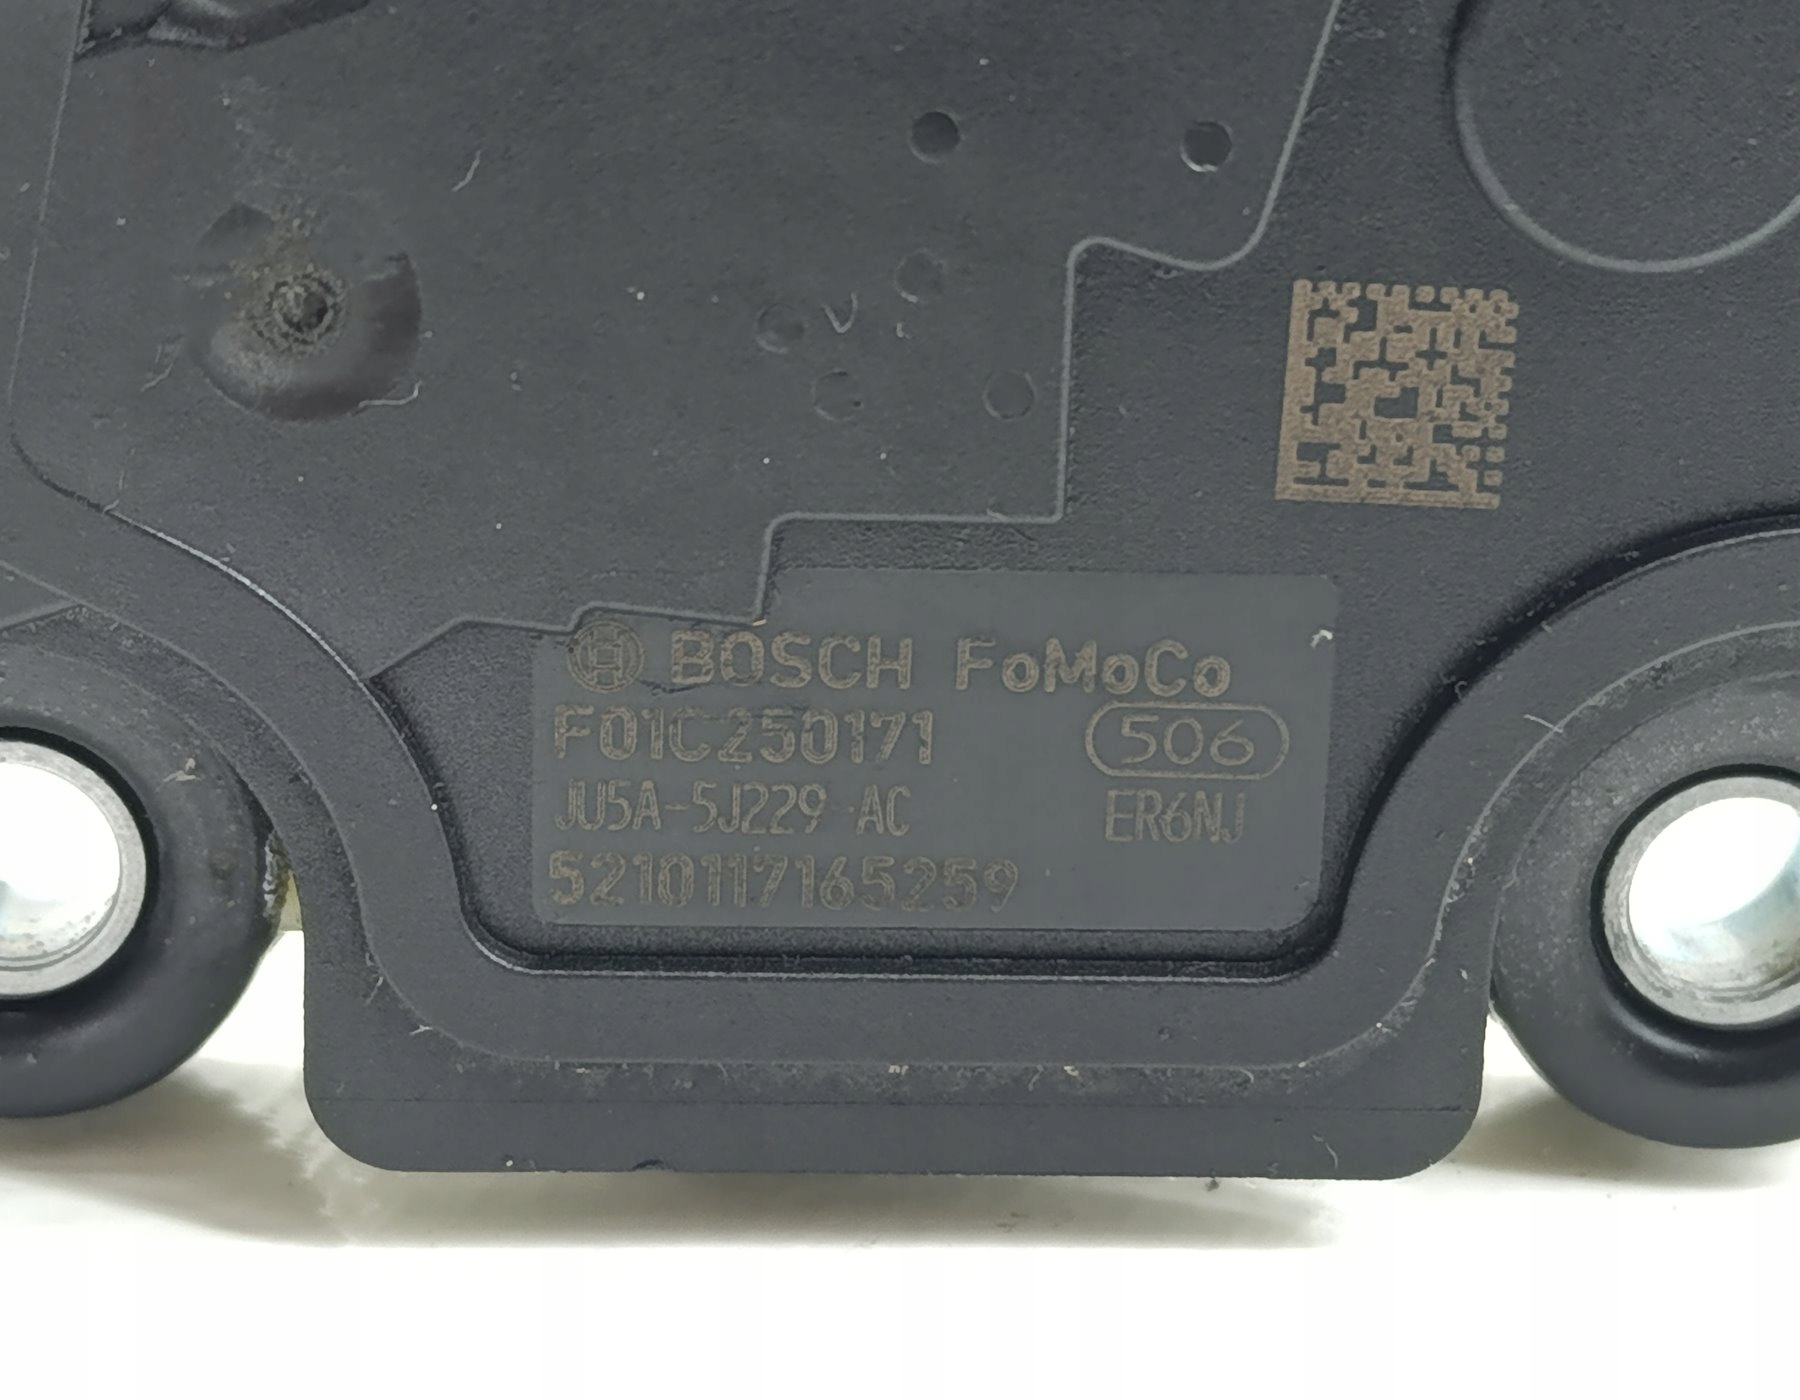 BOSCH FoMoCo
F01C250171 506
JU5A-5J229-AC ER6NJ
5210117165259